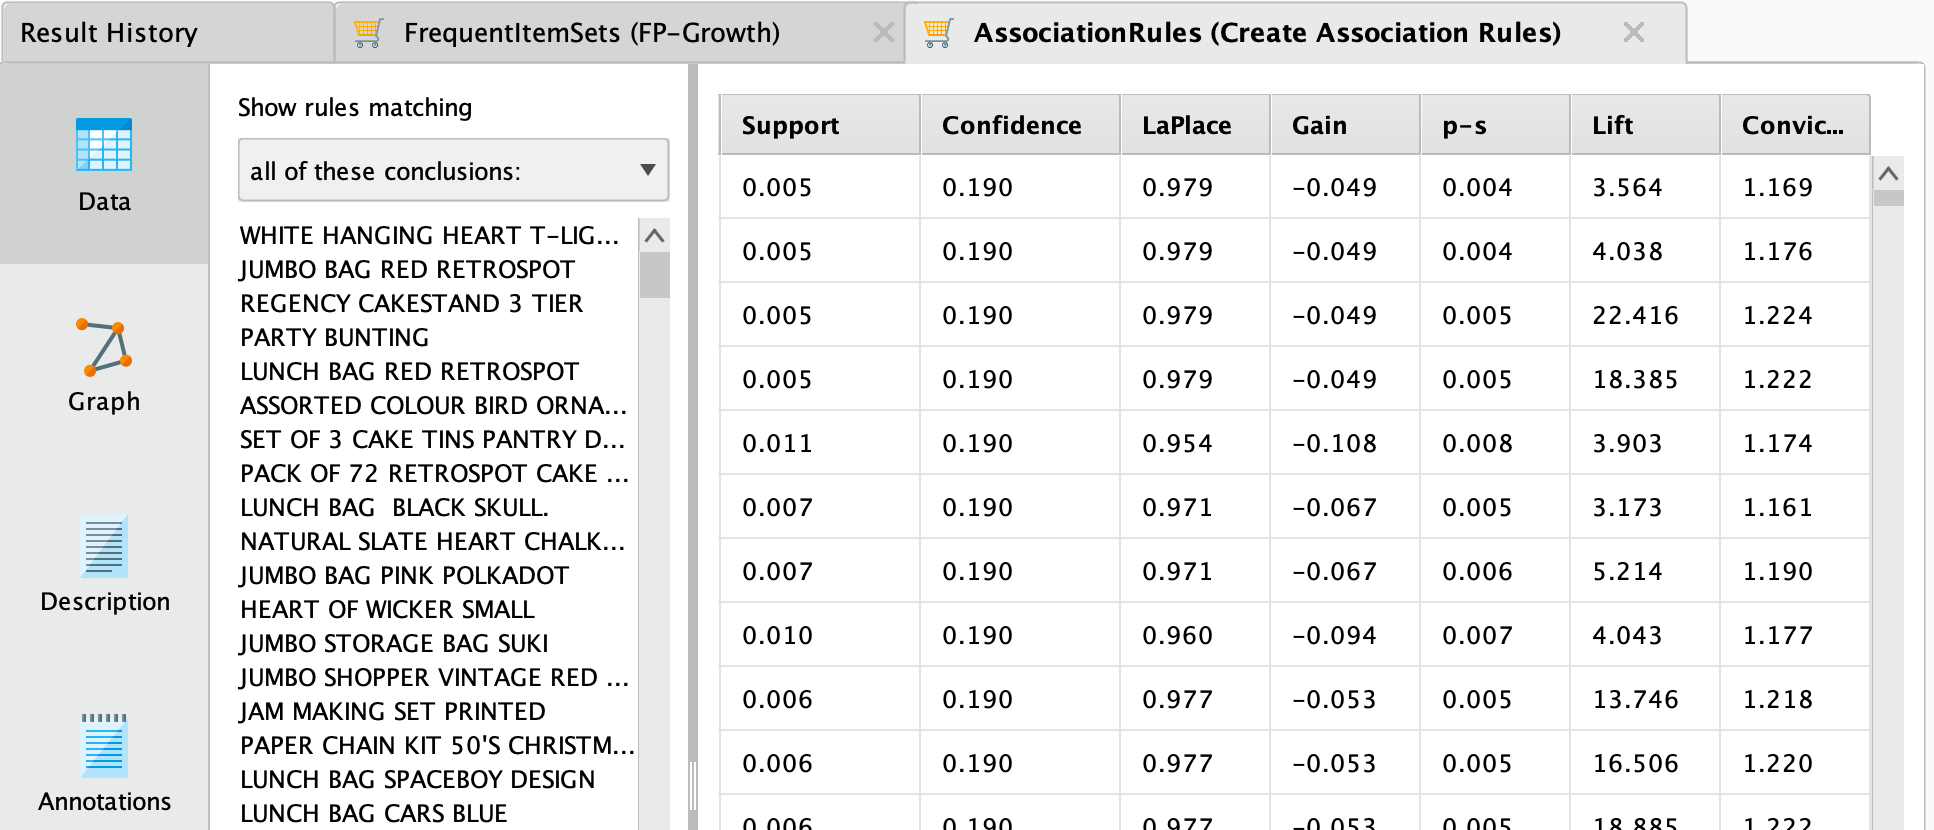 Result History
FrequentItemSets (FP-Growth)
AssociationRules (Create Association Rules)
Data
Graph
Description
Annotations
Show rules matching
all of these conclusions:
WHITE HANGING HEART T-LIG...
JUMBO BAG RED RETROSPOT
REGENCY CAKESTAND 3 TIER
PARTY BUNTING
LUNCH BAG RED RETROSPOT
ASSORTED COLOUR BIRD ORNA...
SET OF 3 CAKE TINS PANTRY D...
PACK OF 72 RETROSPOT CAKE ...
LUNCH BAG  BLACK SKULL.
NATURAL SLATE HEART CHALK...
JUMBO BAG PINK POLKADOT
HEART OF WICKER SMALL
JUMBO STORAGE BAG SUKI
JUMBO SHOPPER VINTAGE RED ...
JAM MAKING SET PRINTED
PAPER CHAIN KIT 50'S CHRISTM...
LUNCH BAG SPACEBOY DESIGN
LUNCH BAG CARS BLUE
Support Confidence LaPlace Gain p-s Lift Convic...
0.005 0.190 0.979 -0.049 0.004 3.564 1.169
0.005 0.190 0.979 -0.049 0.004 4.038 1.176
0.005 0.190 0.979 -0.049 0.005 22.416 1.224
0.005 0.190 0.979 -0.049 0.005 18.385 1.222
0.011 0.190 0.954 -0.108 0.008 3.903 1.174
0.007 0.190 0.971 -0.067 0.005 3.173 1.161
0.007 0.190 0.971 -0.067 0.006 5.214 1.190
0.010 0.190 0.960 -0.094 0.007 4.043 1.177
0.006 0.190 0.977 -0.053 0.005 13.746 1.218
0.006 0.190 0.977 -0.053 0.005 16.506 1.220
0.006 0.190 0.977 -0.053 0.005 18.885 1.222